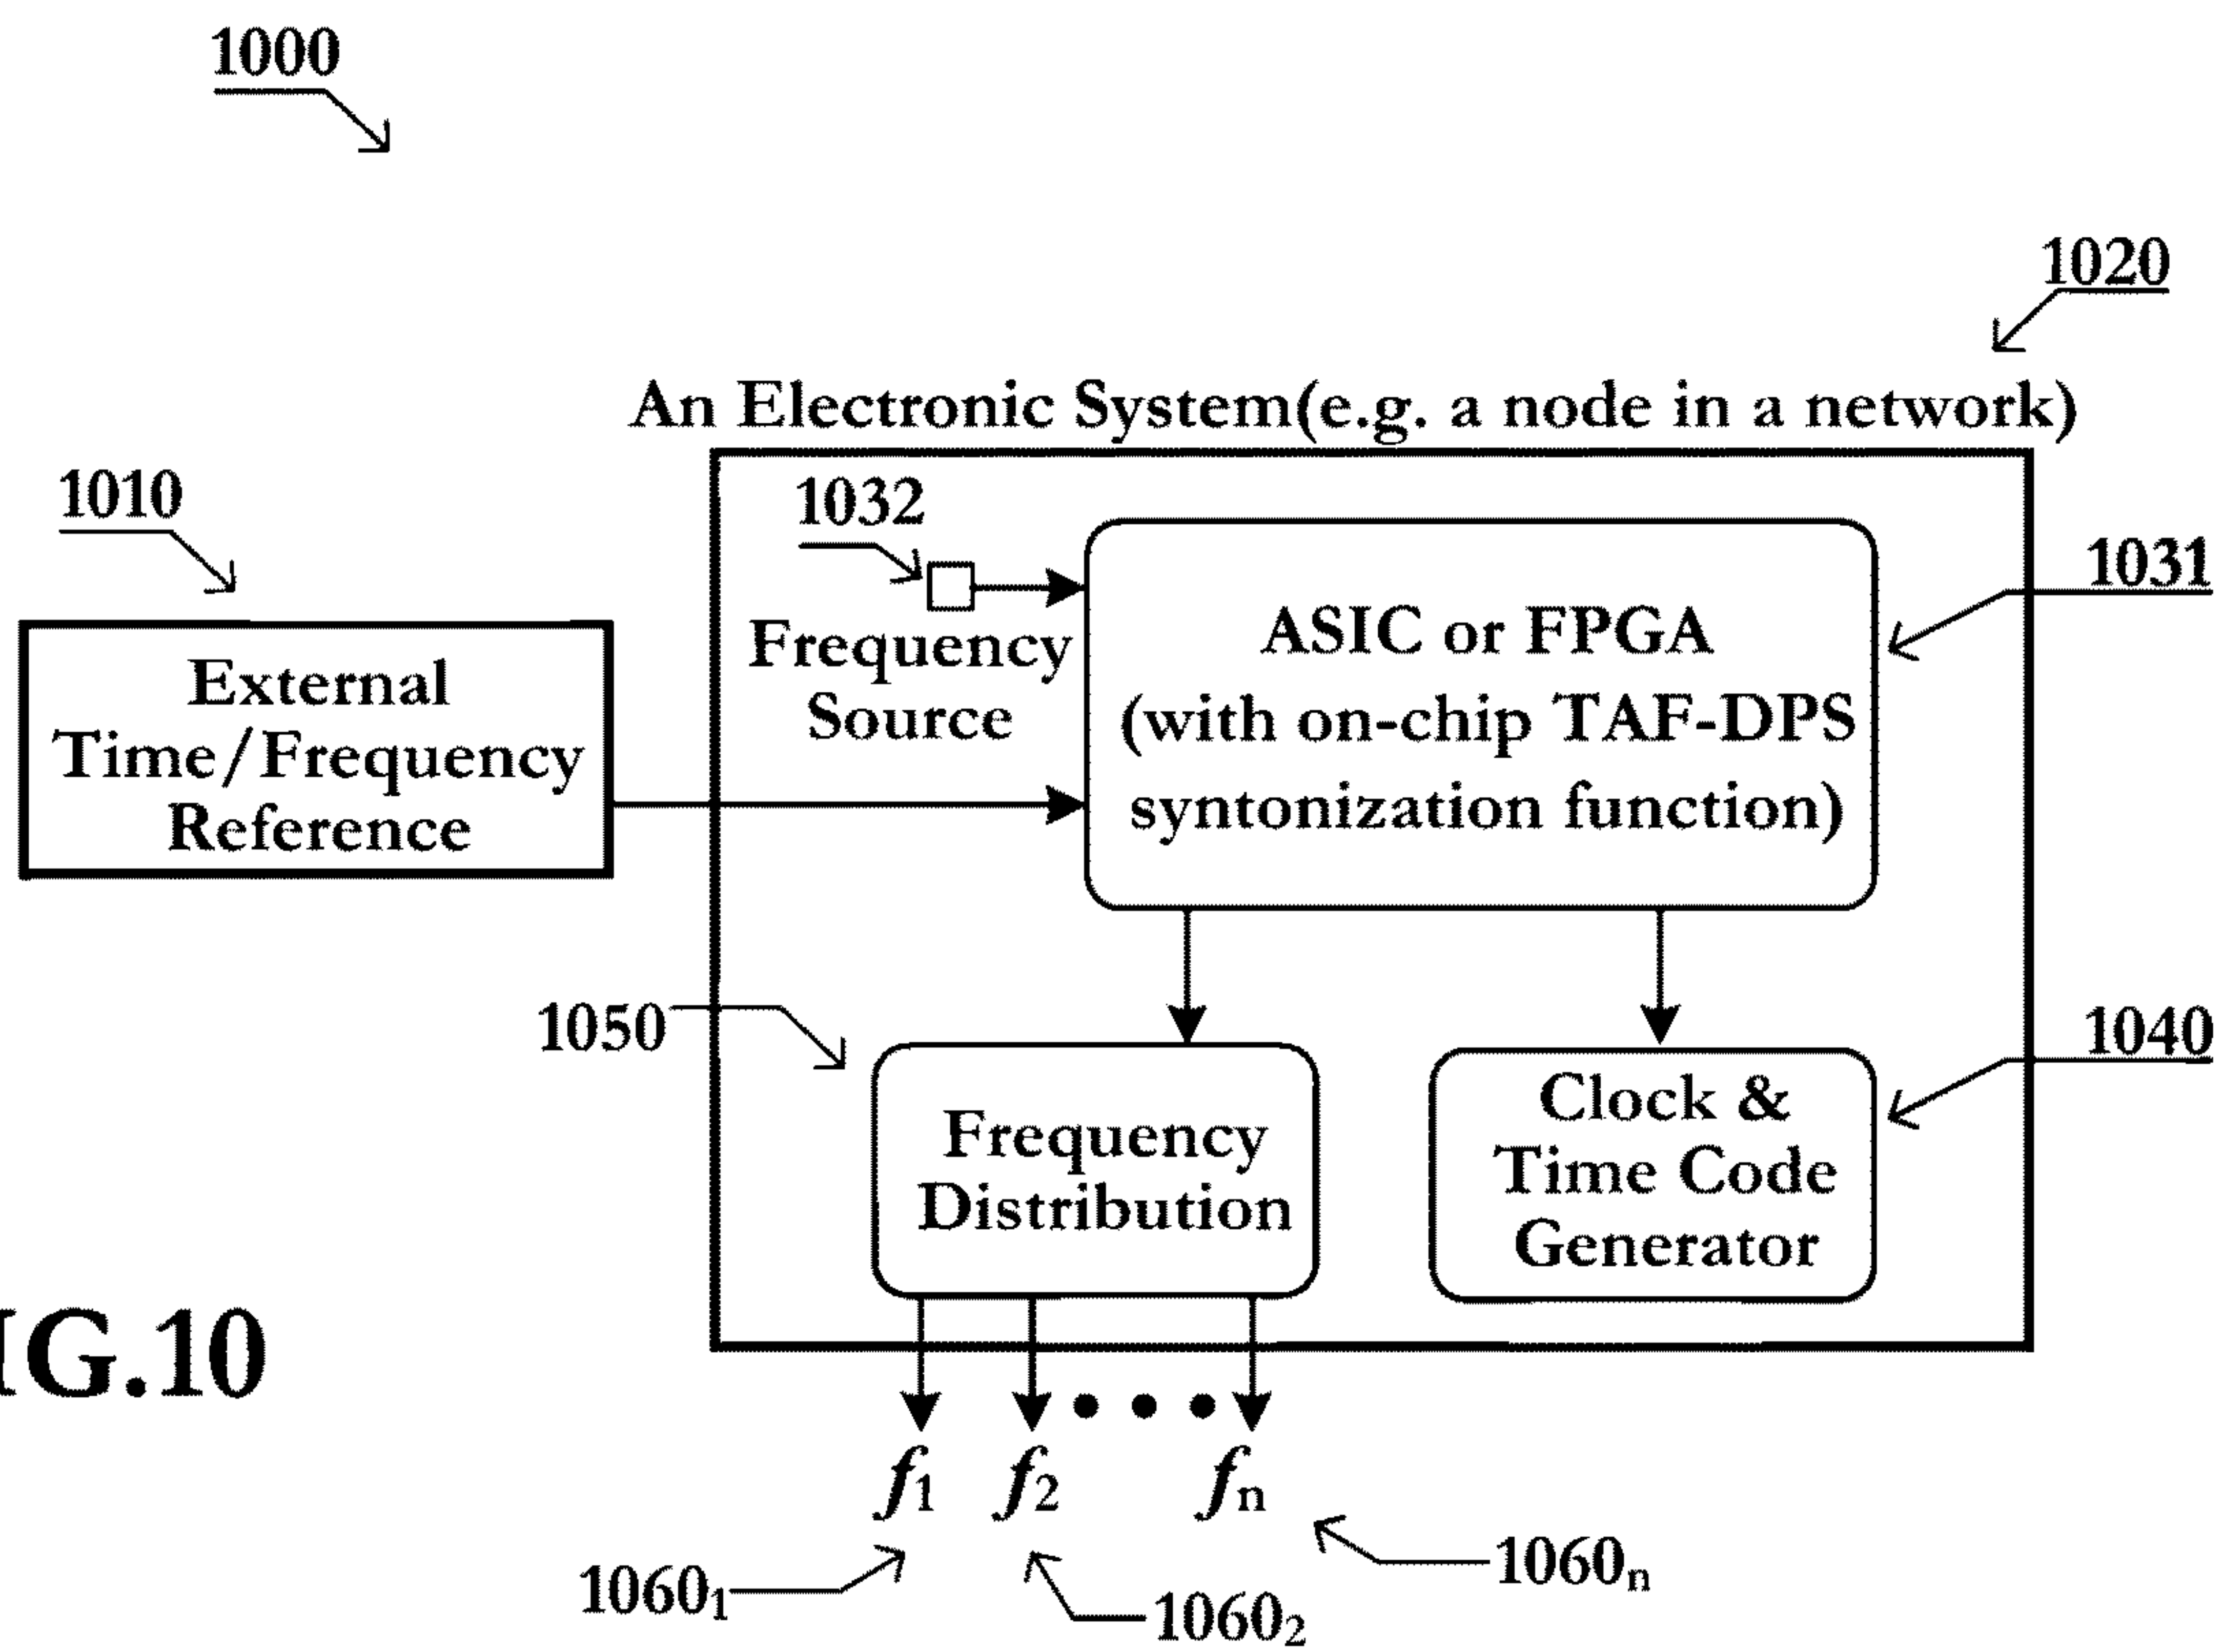 1000
1020
An Electronic System(e.g. a node in a network)
1010
1032
1031
External
Time/Frequency
Reference
Frequency
Source
ASIC or FPGA
(with on-chip TAF-DPS
syntonization function)
1050
1040
Frequency
Distribution
Clock &
Time Code
Generator
IG.10
f1 f2 • • • fn
10601
10602
1060n